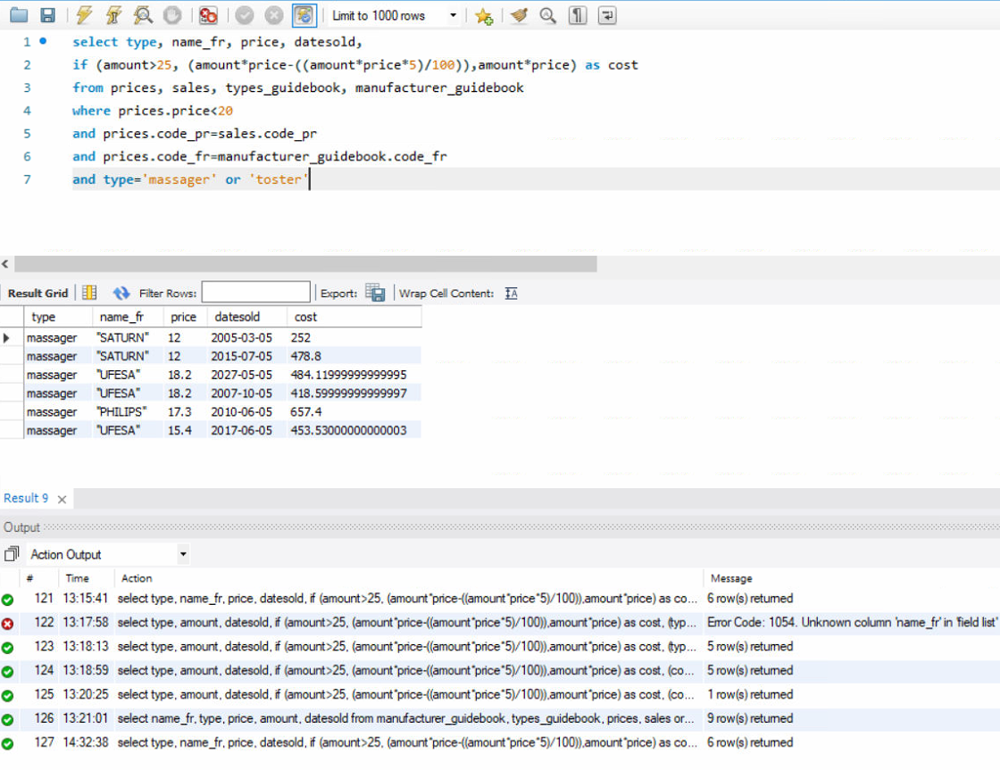 Limit to 1000 rows
1 select type, name_fr, price, datesold,
2 if (amount>25, (amount*price-((amount*price*5)/100)),amount*price) as cost
3 from prices, sales, types_guidebook, manufacturer_guidebook
4 where prices.price<20
5 and prices.code_pr=sales.code_pr
6 and prices.code_fr=manufacturer_guidebook.code_fr
7 and type='massager' or 'toster'
Result Grid Filter Rows: Export: Wrap Cell Content: IA
type name_fr price datesold cost
massager "SATURN" 12 2005-03-05 252
massager "SATURN" 12 2015-07-05 478.8
massager "UFESA" 18.2 2027-05-05 484.11999999999995
massager "UFESA" 18.2 2007-10-05 418.59999999999997
massager "PHILIPS" 17.3 2010-06-05 657.4
massager "UFESA" 15.4 2017-06-05 453.53000000000003
Result 9
Output
Action Output
# Time Action Message
121 13:15:41 select type, name_fr, price, datesold, if (amount>25, (amount*price-((amount*price*5)/100)),amount*price) as co... 6 row(s) returned
122 13:17:58 select type, amount, datesold, if (amount>25, (amount*price-((amount*price*5)/100)),amount*price) as cost, (typ... Error Code: 1054. Unknown column 'name_fr' in 'field list'
123 13:18:13 select type, amount, datesold, if (amount>25, (amount*price-((amount*price*5)/100)),amount*price) as cost, (typ... 5 row(s) returned
124 13:18:59 select type, amount, datesold, if (amount>25, (amount*price-((amount*price*5)/100)),amount*price) as cost, (co... 5 row(s) returned
125 13:20:25 select type, amount, datesold, if (amount>25, (amount*price-((amount*price*5)/100)),amount*price) as cost, (co... 1 row(s) returned
126 13:21:01 select name_fr, type, price, amount, datesold from manufacturer_guidebook, types_guidebook, prices, sales or... 9 row(s) returned
127 14:32:38 select type, name_fr, price, datesold, if (amount>25, (amount*price-((amount*price*5)/100)),amount*price) as co... 6 row(s) returned